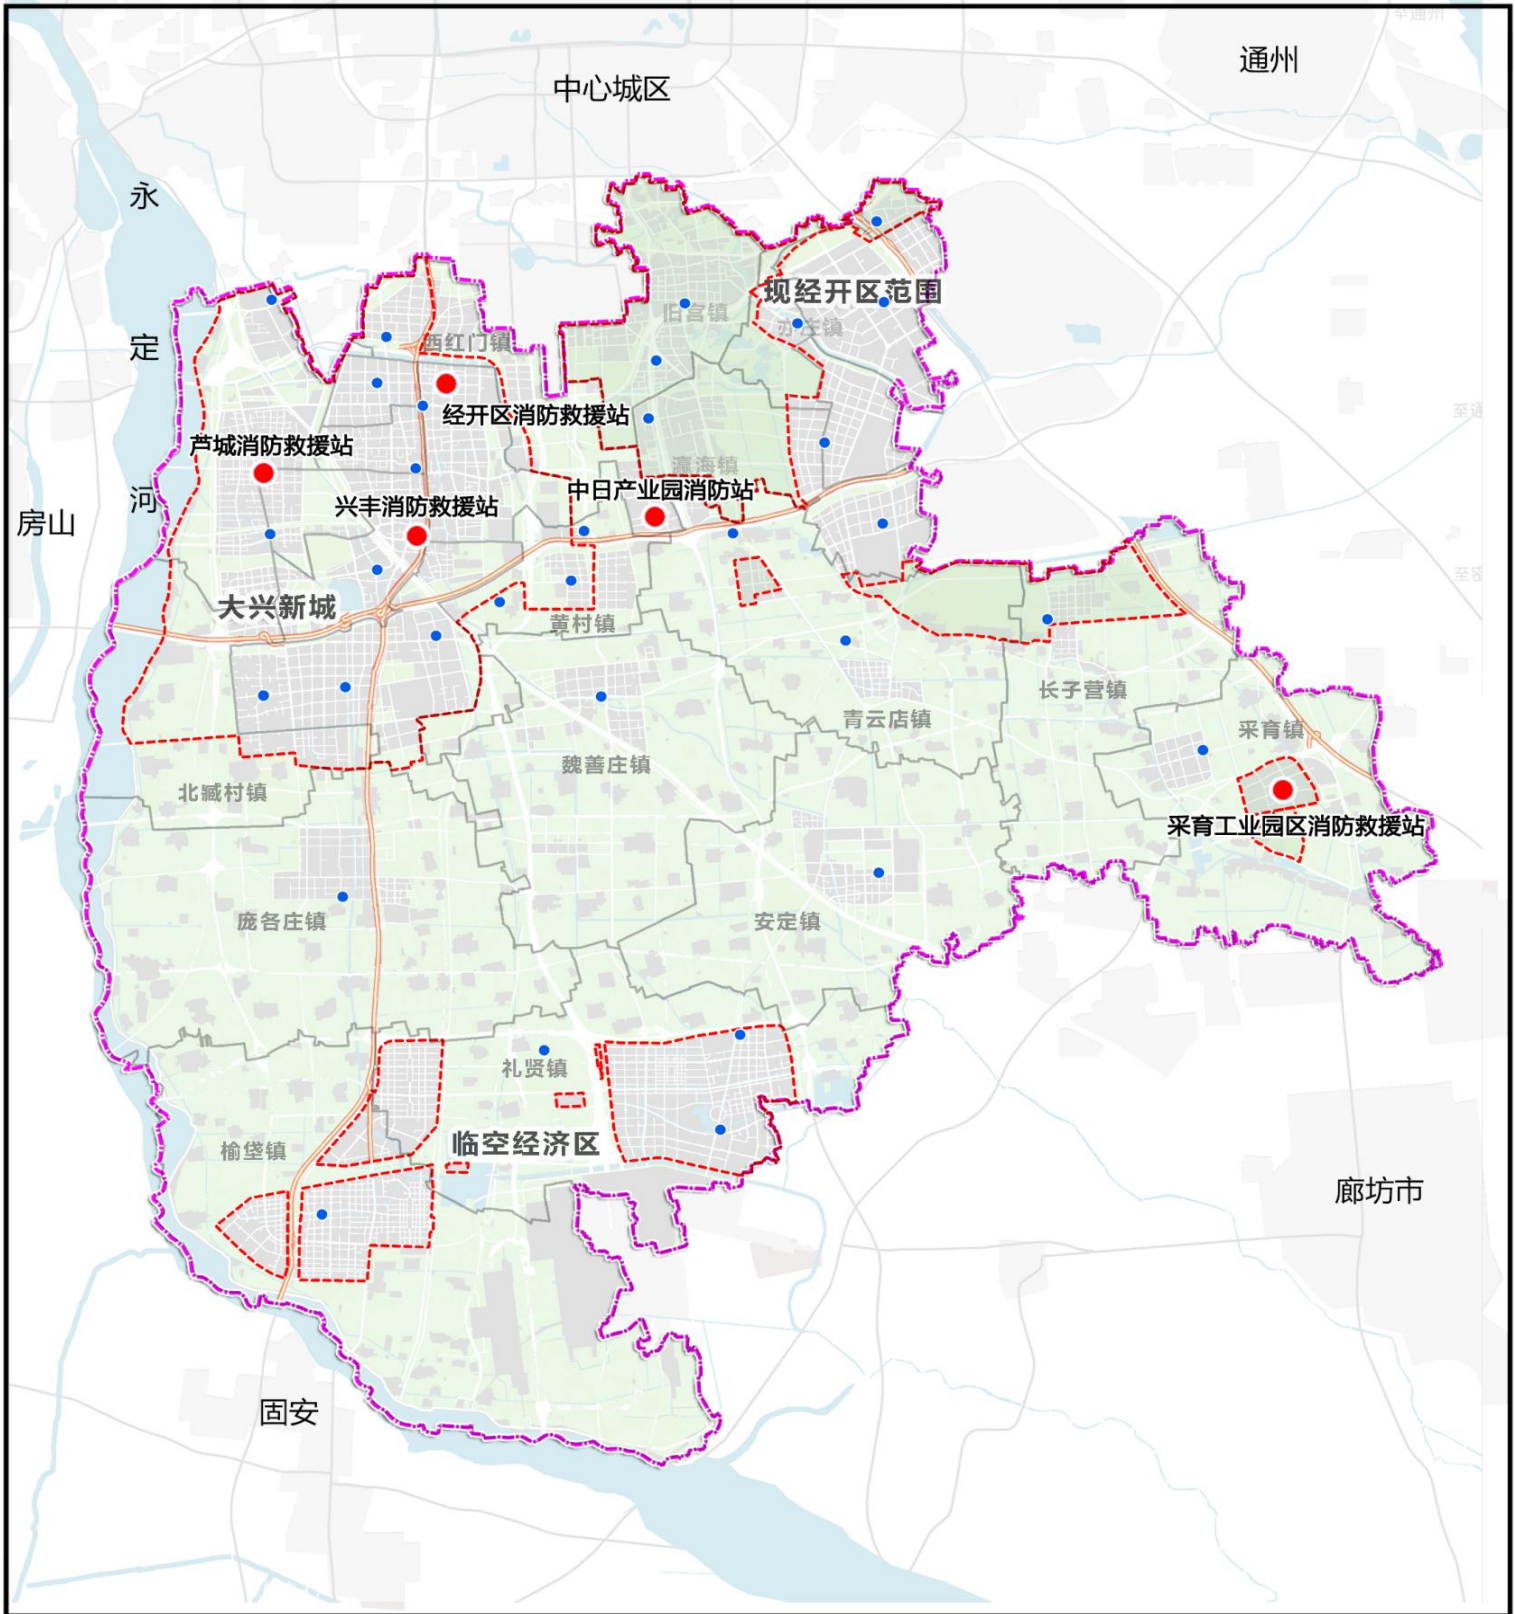 至通州
通州
中心城区
永
定
河
现经开区范围
旧宫镇
亦庄镇
西红门镇
经开区消防救援站
芦城消防救援站
瀛海镇
中日产业园消防站
兴丰消防救援站
房山
大兴新城
黄村镇
长子营镇
青云店镇
采育镇
魏善庄镇
北臧村镇
采育工业园区消防救援站
庞各庄镇
安定镇
礼贤镇
临空经济区
榆垡镇
廊坊市
固安